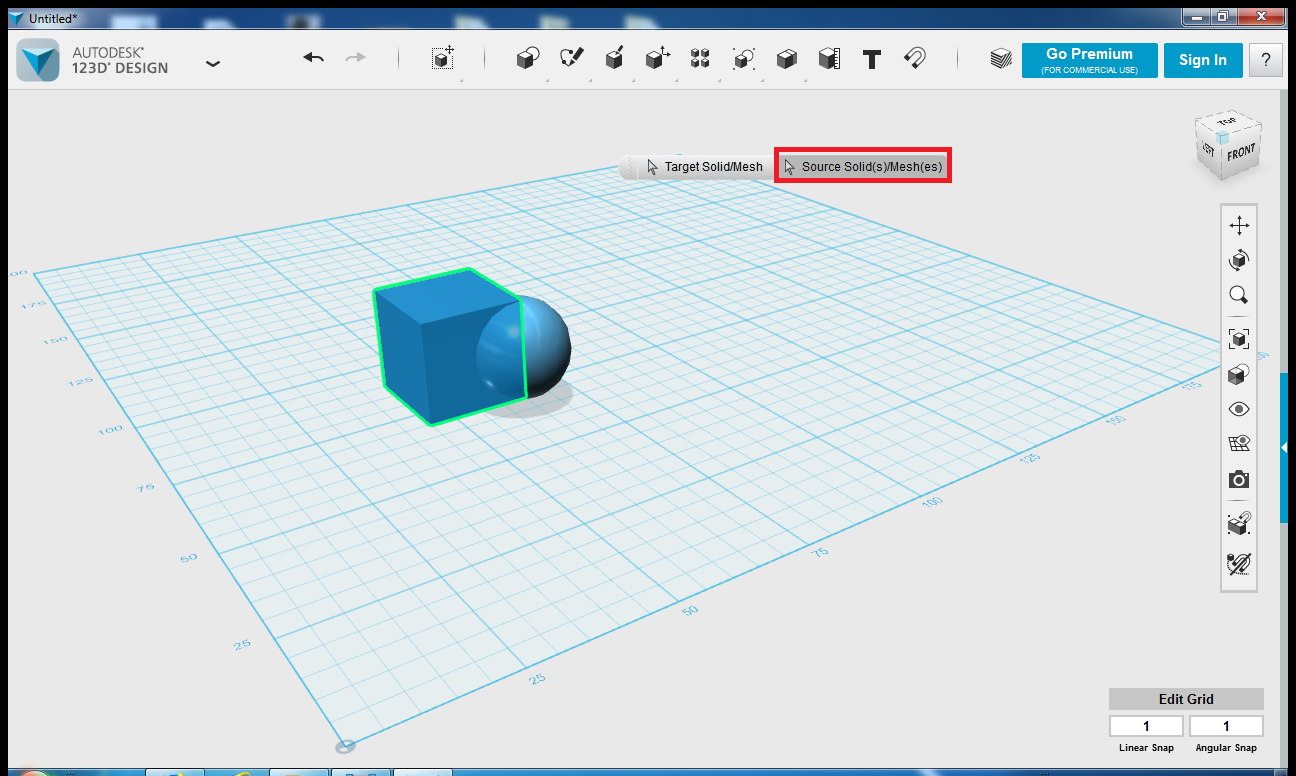 Untitled*
AUTODESK®
123D® DESIGN
Go Premium
(FOR COMMERCIAL USE)
Sign In
?
Target Solid/Mesh
Source Solid(s)/Mesh(es)
TOP
LEFT
FRONT
175
150
125
100
75
50
25
25
50
75
100
125
150
175
Edit Grid
1
1
Linear Snap
Angular Snap